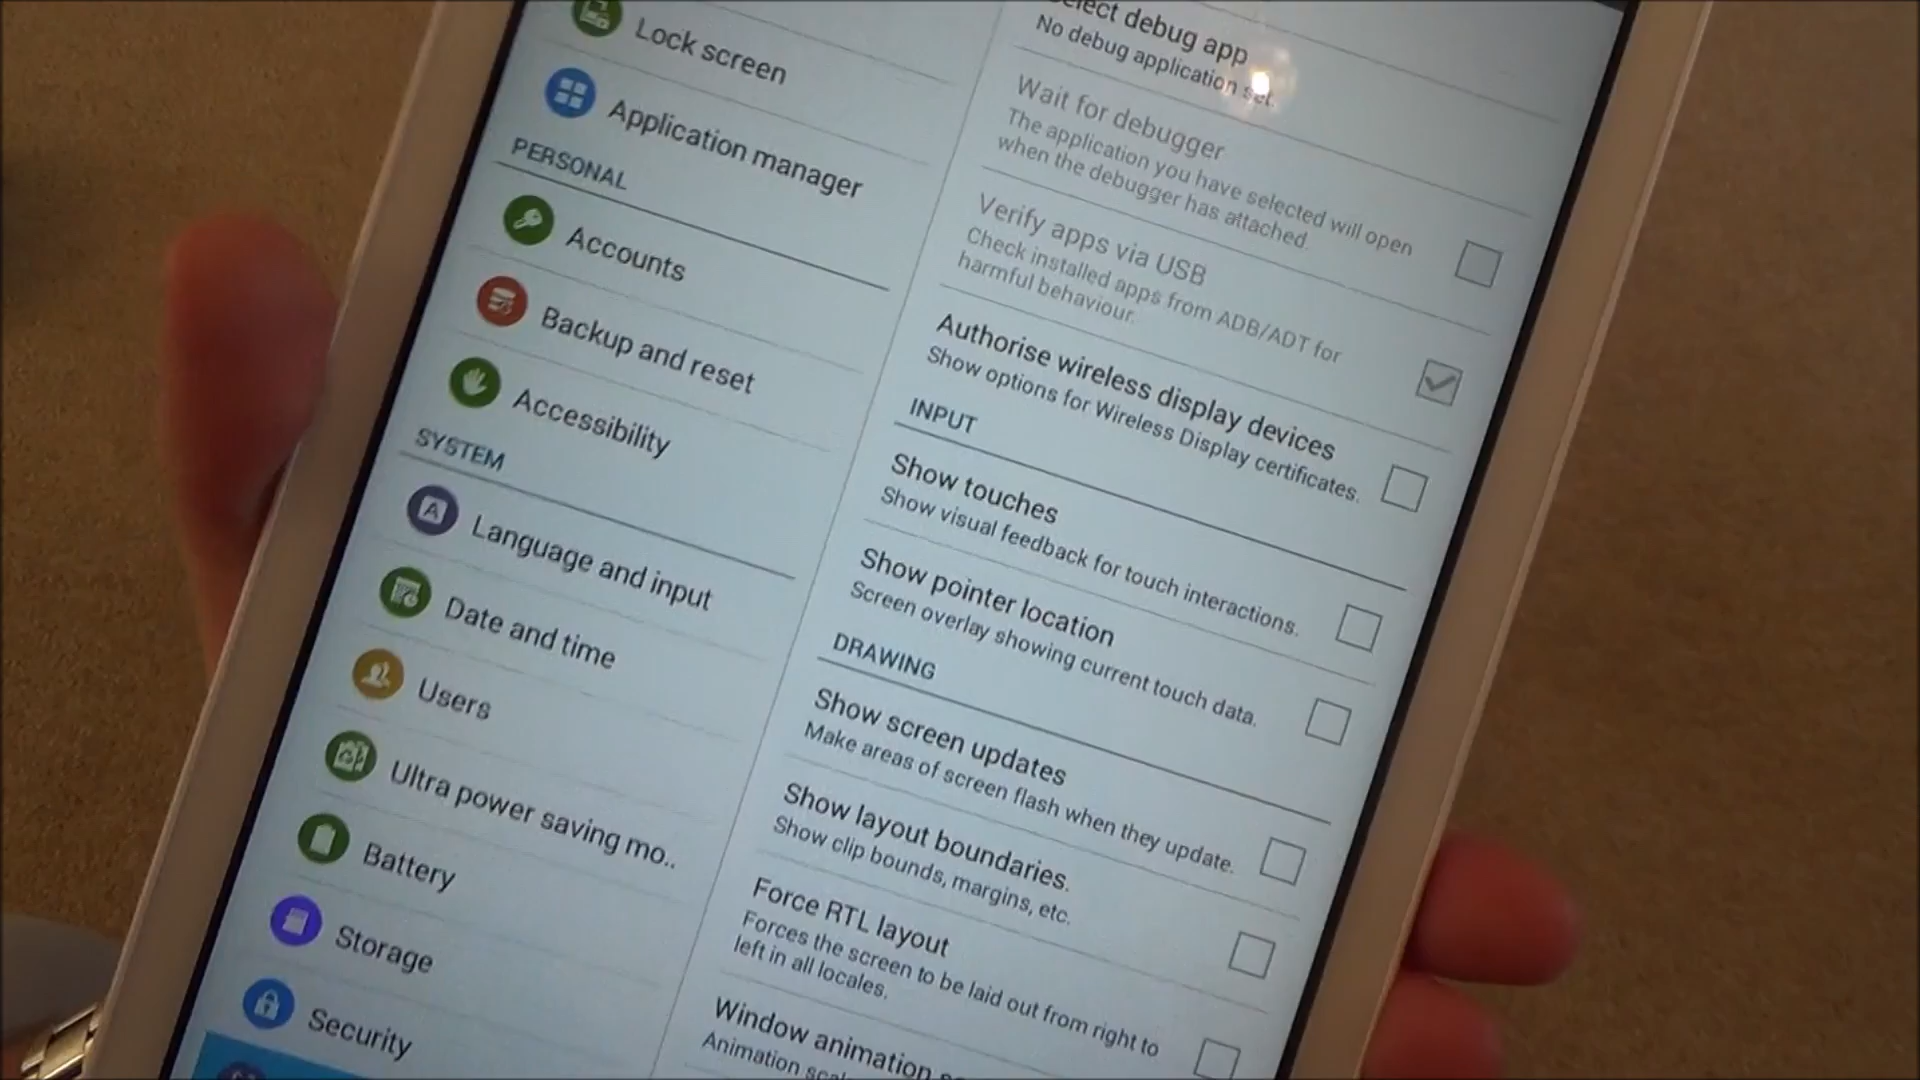 Lock screen
Application manager
PERSONAL
Accounts
Backup and reset
Accessibility
SYSTEM
Language and input
Date and time
Users
Ultra power saving mo..
Battery
Storage
Security
debug app
No debug application set.
Wait for debugger
The application you have selected will open
when the debugger has attached.
Verify apps via USB
Check installed apps from ADB/ADT for
harmful behaviour.
Authorise wireless display devices
Show options for Wireless Display certificates.
INPUT
Show touches
Show visual feedback for touch interactions.
Show pointer location
Screen overlay showing current touch data.
DRAWING
Show screen updates
Make areas of screen flash when they update.
Show layout boundaries.
Show clip bounds, margins, etc.
Force RTL layout
Forces the screen to be laid out from right to
left in all locales.
Window animation
Animation